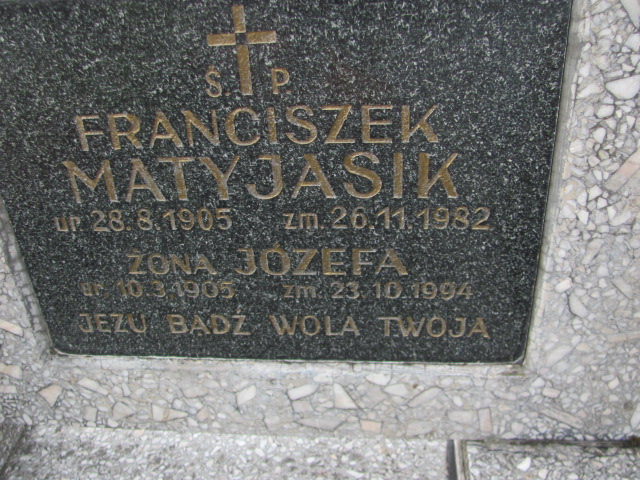 Ś. P
FRANCISZEK
MATYJASIK
ur 28.8.1905 zm. 26.11.1982
ŻONA JÓZEFA
ur 10.3.1905 zm. 23.10.1994
JEZU BĄDŹ WOLA TWOJA